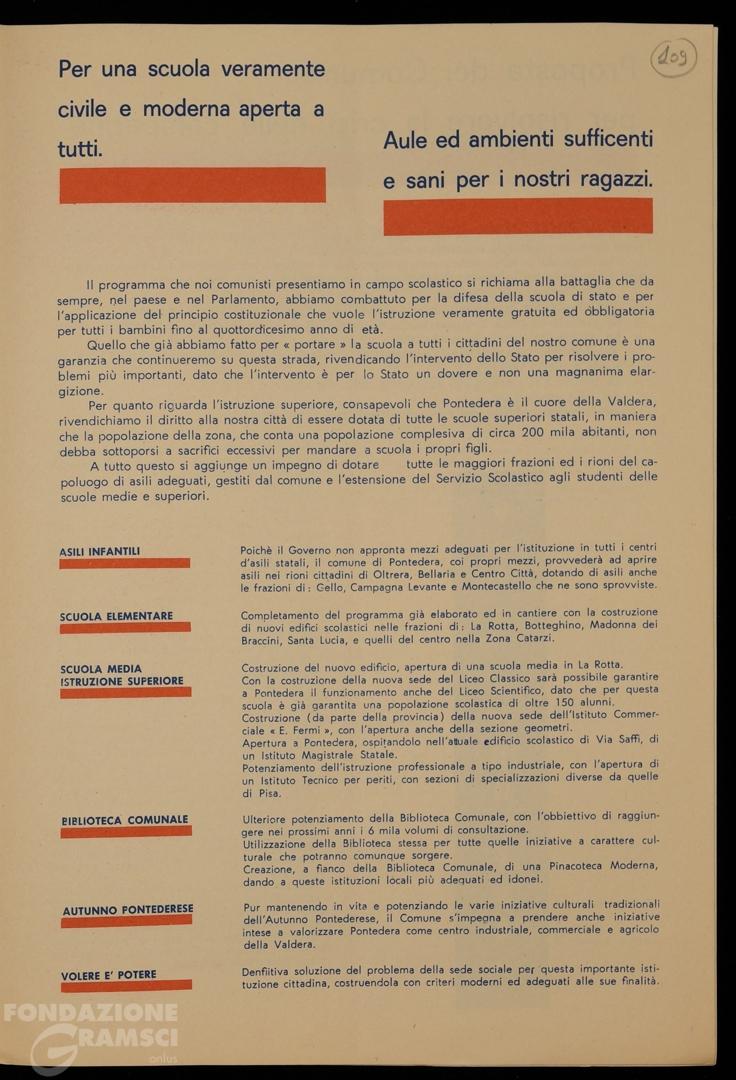 209
Per una scuola veramente
civile e moderna aperta a
tutti.
Aule ed ambienti sufficenti
e sani per i nostri ragazzi.
Il programma che noi comunisti presentiamo in campo scolastico si richiama alla battaglia che da
sempre, nel paese e nel Parlamento, abbiamo combattuto per la difesa della scuola di stato e per
l'applicazione del principio costituzionale che vuole l'istruzione veramente gratuita ed obbligatoria
per tutti i bambini fino al quottordicesimo anno di età.
Quello che già abbiamo fatto per « portare » la scuola a tutti i cittadini del nostro comune è una
garanzia che continueremo su questa strada, rivendicando l'intervento dello Stato per risolvere i pro-
blemi più importanti, dato che l'intervento è per lo Stato un dovere e non una magnanima elar-
gizione.
Per quanto riguarda l'istruzione superiore, consapevoli che Pontedera è il cuore della Valdera,
rivendichiamo il diritto alla nostra città di essere dotata di tutte le scuole superiori statali, in maniera
che la popolazione della zona, che conta una popolazione complesiva di circa 200 mila abitanti, non
debba sottoporsi a sacrifici eccessivi per mandare a scuola i propri figli.
A tutto questo si aggiunge un impegno di dotare tutte le maggiori frazioni ed i rioni del ca-
poluogo di asili adeguati, gestiti dal comune e l'estensione del Servizio Scolastico agli studenti delle
scuole medie e superiori.
ASILI INFANTILI
Poichè il Governo non appronta mezzi adeguati per l'istituzione in tutti i centri
d'asili statali, il comune di Pontedera, coi propri mezzi, provvederà ad aprire
asili nei rioni cittadini di Oltrera, Bellaria e Centro Città, dotando di asili anche
le frazioni di: Gello, Campagna Levante e Montecastello che ne sono sprovviste.
SCUOLA ELEMENTARE
Completamento del programma già elaborato ed in cantiere con la costruzione
di nuovi edifici scolastici nelle frazioni di: La Rotta, Botteghino, Madonna dei
Braccini, Santa Lucia, e quelli del centro nella Zona Catarzi.
SCUOLA MEDIA
ISTRUZIONE SUPERIORE
Costruzione del nuovo edificio, apertura di una scuola media in La Rotta.
Con la costruzione della nuova sede del Liceo Classico sarà possibile garantire
a Pontedera il funzionamento anche del Liceo Scientifico, dato che per questa
scuola è già garantita una popolazione scolastica di oltre 150 alunni.
Costruzione (da parte della provincia) della nuova sede dell'Istituto Commer-
ciale « E. Fermi », con l'apertura anche della sezione geometri.
Apertura a Pontedera, ospitandolo nell'attuale edificio scolastico di Via Saffi, di
un Istituto Magistrale Statale.
Potenziamento dell'istruzione professionale a tipo industriale, con l'apertura di
un Istituto Tecnico per periti, con sezioni di specializzazioni diverse da quelle
di Pisa.
BIBLIOTECA COMUNALE
Ulteriore potenziamento della Biblioteca Comunale, con l'obbiettivo di raggiun-
gere nei prossimi anni i 6 mila volumi di consultazione.
Utilizzazione della Biblioteca stessa per tutte quelle iniziative a carattere cul-
turale che potranno comunque sorgere.
Creazione, a fianco della Biblioteca Comunale, di una Pinacoteca Moderna,
dando a queste istituzioni locali più adeguati ed idonei.
AUTUNNO PONTEDERESE
Pur mantenendo in vita e potenziando le varie iniziative culturali tradizionali
dell'Autunno Pontederese, il Comune s'impegna a prendere anche iniziative
intese a valorizzare Pontedera come centro industriale, commerciale e agricolo
della Valdera.
VOLERE E' POTERE
Denfiitiva soluzione del problema della sede sociale per questa importante isti-
tuzione cittadina, costruendola con criteri moderni ed adeguati alle sue finalità.
FONDAZIONE
GRAMSCI
onlus